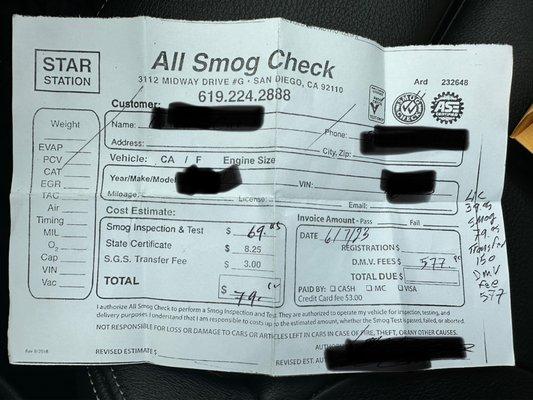 STAR
STATION
All Smog Check
3112 MIDWAY DRIVE #G • SAN DIEGO, CA 92110
619.224.2888
Ard 232648
ASE
CERTIFIED
Weight
EVAP
PCV
CAT
EGR
TAC
Air
Timing
MIL
O2
Cap
VIN
Vac
Customer:
Name:
Phone:
Address:
City, Zip:
Vehicle: CA / F Engine Size
Year/Make/Model
VIN:
Mileage:
License:
Email:
Cost Estimate:
Smog Inspection & Test $ 69.
State Certificate $ 8.25
S.G.S. Transfer Fee $ 3.00
TOTAL $ 79.
Invoice Amount - Pass Fail
DATE 6/7/23
REGISTRATION $
D.M.V. FEES $ 577.
TOTAL DUE $
PAID BY: ☐ CASH ☐ MC ☐ VISA
Credit card fee $3.00
smog
79.
Transfer
150
DMV
Fee
577
I authorize All Smog Check to perform a Smog Inspection and Test. They are authorized to operate my vehicle for inspection, testing, and
delivery purposes. I understand that I am responsible to costs up to the estimated amount, whether the Smog Test is passed, failed, or aborted.
NOT RESPONSIBLE FOR LOSS OR DAMAGE TO CARS OR ARTICLES LEFT IN CARS IN CASE OF FIRE, THEFT, OR ANY OTHER CAUSES.
REVISED ESTIMATE $
REVISED EST.